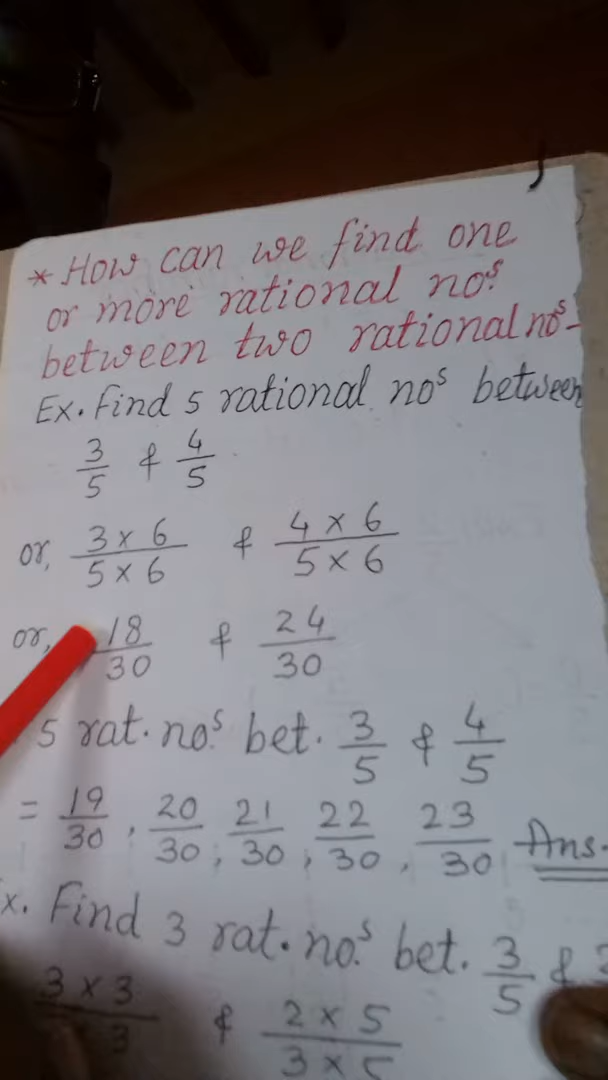 * How can we find one
or more rational nos.
between two rational nos-
Ex. Find 5 rational nos between
3/5 & 4/5
or, 3 x 6 / 5 x 6 & 4 x 6 / 5 x 6
or, 18/30 & 24/30
5 rat. nos. bet. 3/5 & 4/5
= 19/30, 20/30, 21/30, 22/30, 23/30 Ans.
x. Find 3 rat. nos. bet. 3/5 &
3 x 3 / 3 & 2 x 5 / 3 x 5